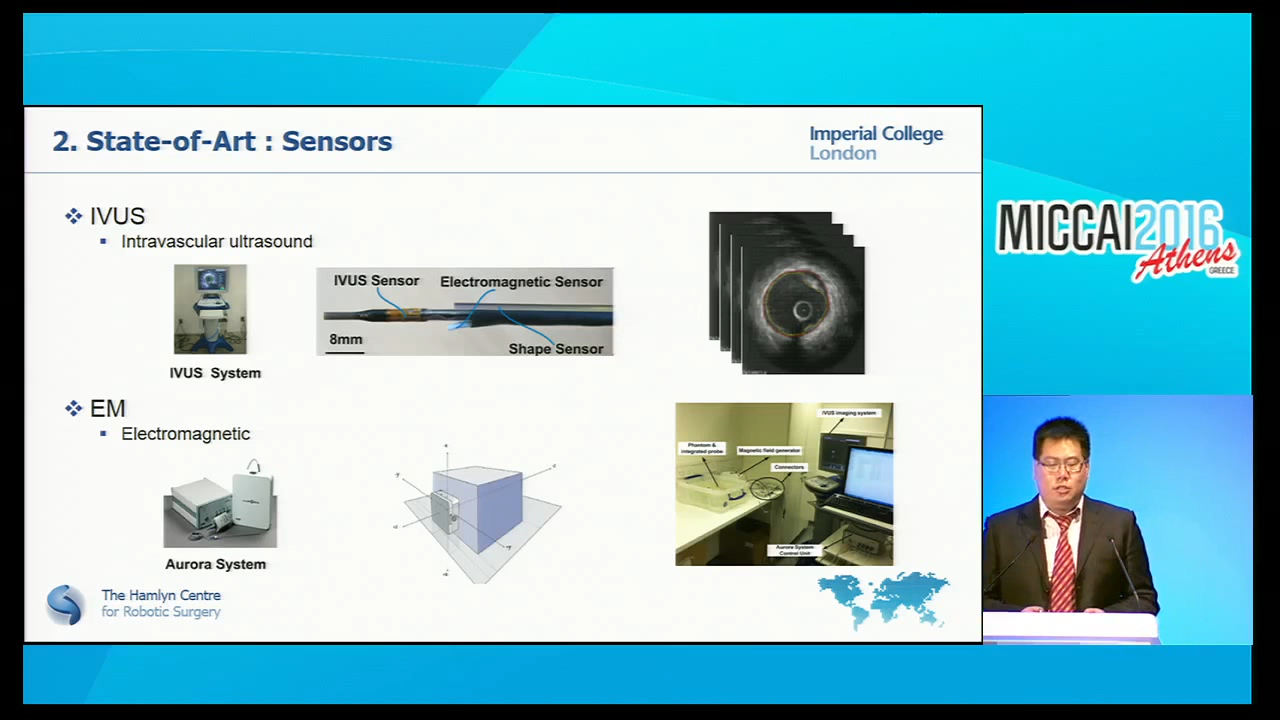 2. State-of-Art : Sensors
Imperial College
London
IVUS
Intravascular ultrasound
IVUS Sensor
Electromagnetic Sensor
8mm
Shape Sensor
IVUS System
EM
Electromagnetic
Aurora System
IVUS imaging system
Phantom &
integrated probe
Magnetic field generator
Connectors
Aurora System
Control Unit
The Hamlyn Centre
for Robotic Surgery
MICCAI2016
Athens
GREECE